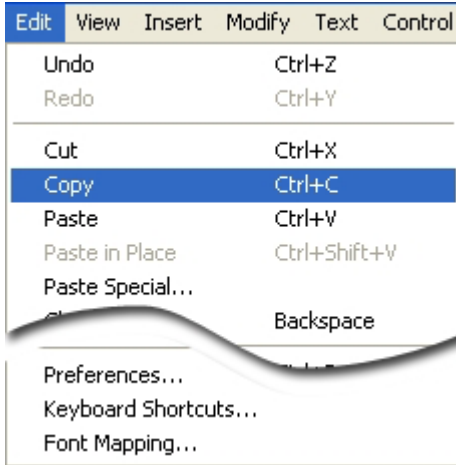 Edit View Insert Modify Text Control
Undo Ctrl+Z
Redo Ctrl+Y
Cut Ctrl+X
Copy Ctrl+C
Paste Ctrl+V
Paste in Place Ctrl+Shift+V
Paste Special...
Backspace
Preferences...
Keyboard Shortcuts...
Font Mapping...